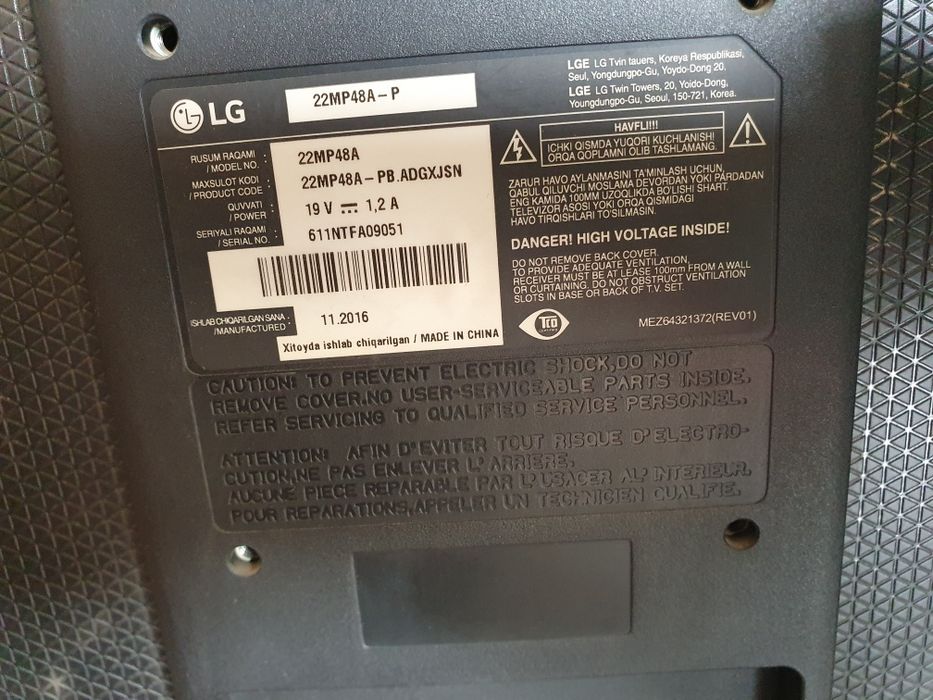 LG
22MP48A-P
LGE LG Tvin tauers, Koreya Respublikasi,
Seul, Yongdungpo-Gu, Yoydo-Dong 20.
LGE LG Twin Towers, 20, Yoido-Dong,
Youngdungpo-Gu, Seoul, 150-721, Korea.
RUSUM RAQAMI : 22MP48A
/ MODEL NO.
MAXSULOT KODI : 22MP48A-PB.ADGXJSN
/ PRODUCT CODE
QUVVATI : 19 V ⎓ 1,2 A
/ POWER
SERIYALI RAQAMI : 611NTFA09051
/ SERIAL NO.
ISHLAB CHIQARILGAN SANA : 11.2016
/MANUFACTURED
Xitoyda ishlab chiqarilgan / MADE IN CHINA
HAVFLI!!!
ICHKI QISMDA YUQORI KUCHLANISHI
ORQA QOPLAMNI OLIB TASHLAMANG.
ZARUR HAVO AYLANMASINI TA'MINLASH UCHUN,
QABUL QILUVCHI MOSLAMA DEVORDAN YOKI PARDADAN
ENG KAMIDA 100MM UZOQLIKDA BO'LISHI SHART.
TELEVIZOR ASOSI YOKI ORQA QISMIDAGI
HAVO TIRQISHLARI TO'SILMASIN.
DANGER! HIGH VOLTAGE INSIDE!
DO NOT REMOVE BACK COVER.
TO PROVIDE ADEQUATE VENTILATION,
RECEIVER MUST BE AT LEASE 100mm FROM A WALL
OR CURTAINING. DO NOT OBSTRUCT VENTILATION
SLOTS IN BASE OR BACK OF T.V. SET.
TCO
MEZ64321372(REV01)
CAUTION: TO PREVENT ELECTRIC SHOCK,DO NOT
REMOVE COVER.NO USER-SERVICEABLE PARTS INSIDE.
REFER SERVICING TO QUALIFIED SERVICE PERSONNEL.
ATTENTION: AFIN D'EVITER TOUT RISQUE D'ELECTRO-
CUTION,NE PAS ENLEVER L'ARRIERE.
AUCUNE PIECE REPARABLE PAR L'USAGER A L'INTERIEUR.
POUR REPARATIONS,APPELER UN TECHNICIEN QUALIFIE.